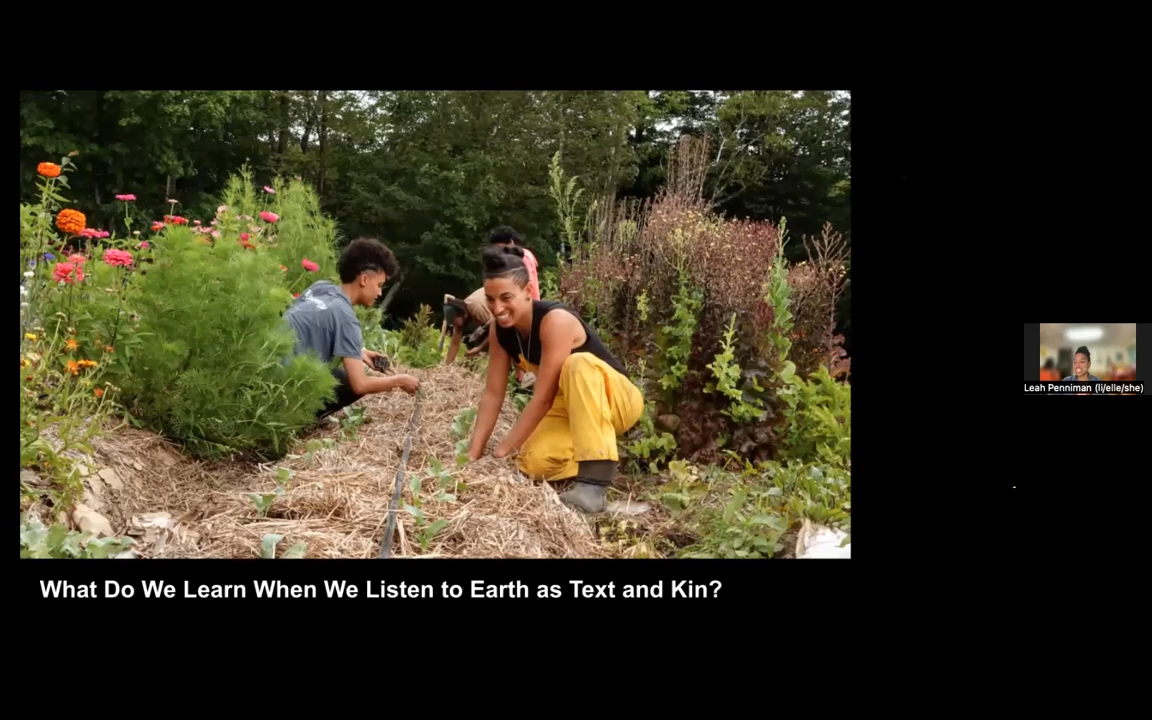 Leah Penniman (li/elle/she)
What Do We Learn When We Listen to Earth as Text and Kin?